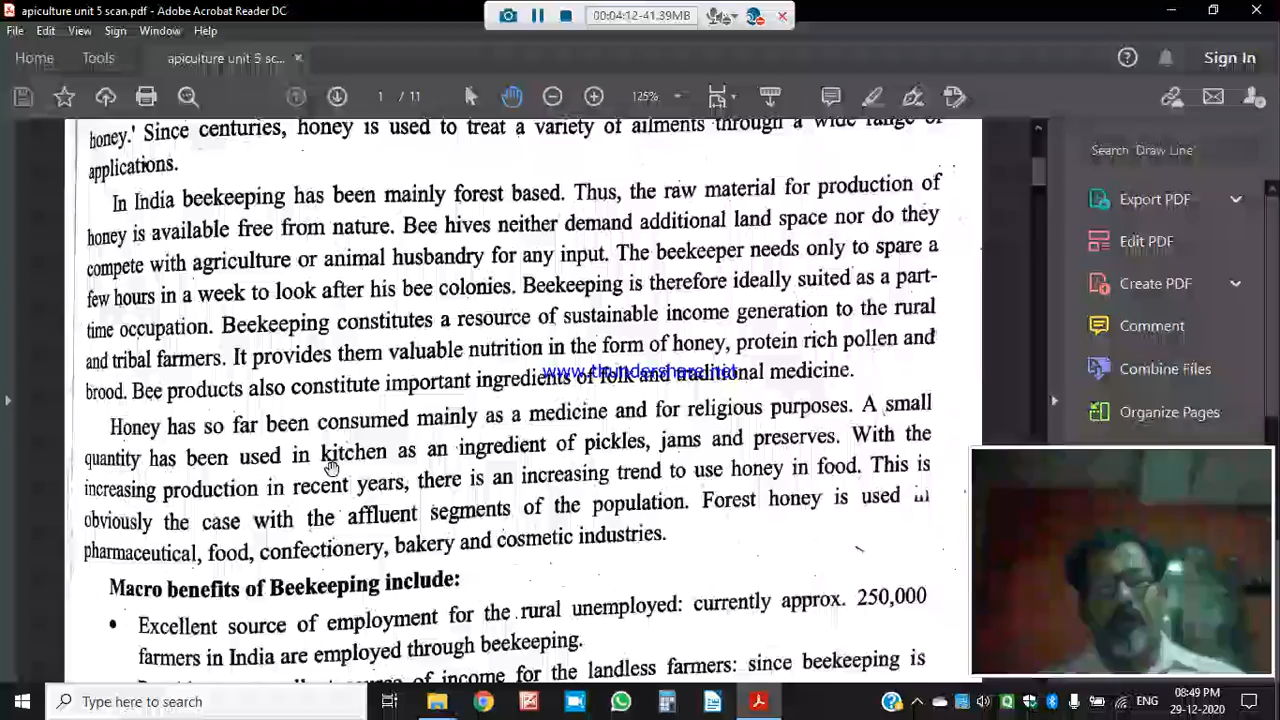 apiculture unit 5 scan.pdf - Adobe Acrobat Reader DC
00:04:12-41.39MB
File Edit View Sign Window Help
Home Tools apiculture unit 5 sc... × Sign In
1 / 11 125%
honey.' Since centuries, honey is used to treat a variety of ailments through a wide range of
applications.
In India beekeeping has been mainly forest based. Thus, the raw material for production of
honey is available free from nature. Bee hives neither demand additional land space nor do they
compete with agriculture or animal husbandry for any input. The beekeeper needs only to spare a
few hours in a week to look after his bee colonies. Beekeeping is therefore ideally suited as a part-
time occupation. Beekeeping constitutes a resource of sustainable income generation to the rural
and tribal farmers. It provides them valuable nutrition in the form of honey, protein rich pollen and
brood. Bee products also constitute important ingredients of folk and traditional medicine.
www.thundershare.net
Honey has so far been consumed mainly as a medicine and for religious purposes. A small
quantity has been used in kitchen as an ingredient of pickles, jams and preserves. With the
increasing production in recent years, there is an increasing trend to use honey in food. This is
obviously the case with the affluent segments of the population. Forest honey is used in
pharmaceutical, food, confectionery, bakery and cosmetic industries.
Macro benefits of Beekeeping include:
• Excellent source of employment for the rural unemployed: currently approx. 250,000
farmers in India are employed through beekeeping.
of income for the landless farmers: since beekeeping is
Search 'Draw Line'
Export PDF
Edit PDF
Create PDF
Comment
Combine Files
Organize Pages
Type here to search
ENG
08:49 PM
29-12-2020